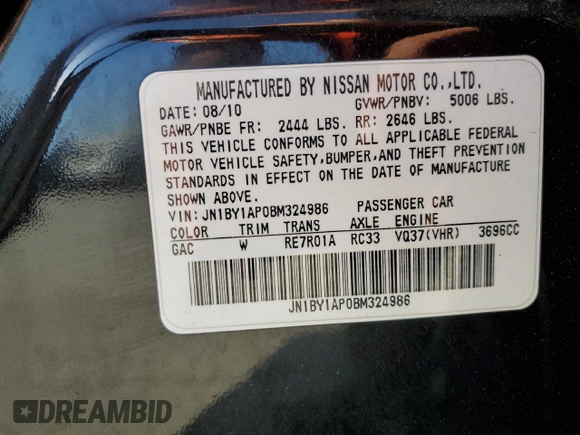 MANUFACTURED BY NISSAN MOTOR CO.,LTD.
DATE: 08/10 GVWR/PNBV: 5006 LBS.
GAWR/PNBE FR: 2444 LBS. RR: 2646 LBS.
THIS VEHICLE CONFORMS TO ALL APPLICABLE FEDERAL
MOTOR VEHICLE SAFETY,BUMPER,AND THEFT PREVENTION
STANDARDS IN EFFECT ON THE DATE OF MANUFACTURE
SHOWN ABOVE.
VIN: JN1BY1AP0BM324986 PASSENGER CAR
COLOR TRIM TRANS AXLE ENGINE
GAC W RE7R01A RC33 VQ37(VHR) 3696CC
JN1BY1AP0BM324986
DREAMBID